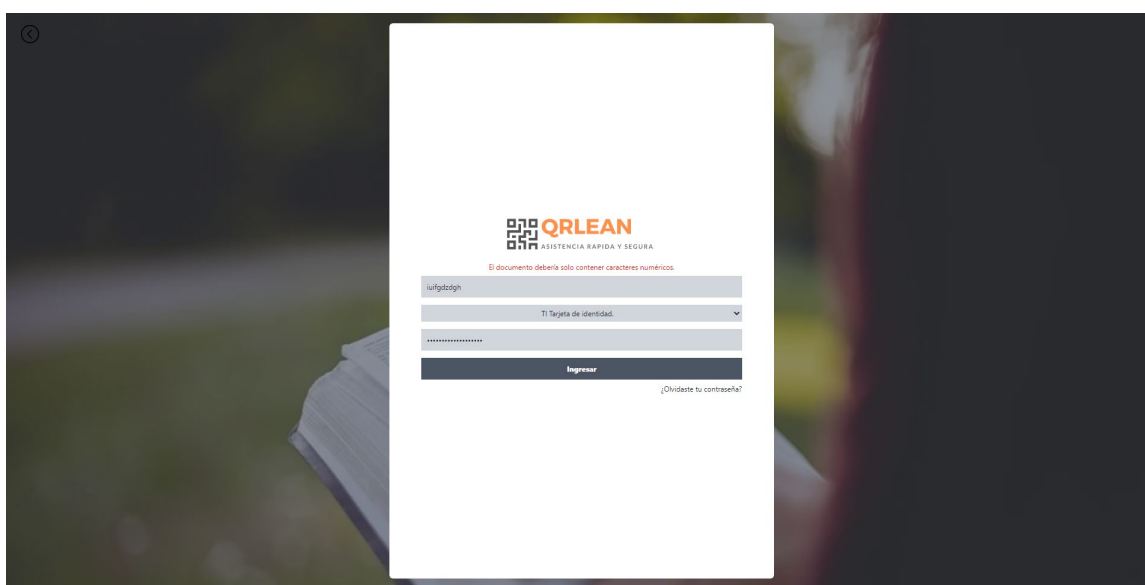 QRLEAN
ASISTENCIA RAPIDA Y SEGURA
El documento debería solo contener caracteres numéricos.
iuifgdzdgh
TI Tarjeta de identidad.
Ingresar
¿Olvidaste tu contraseña?